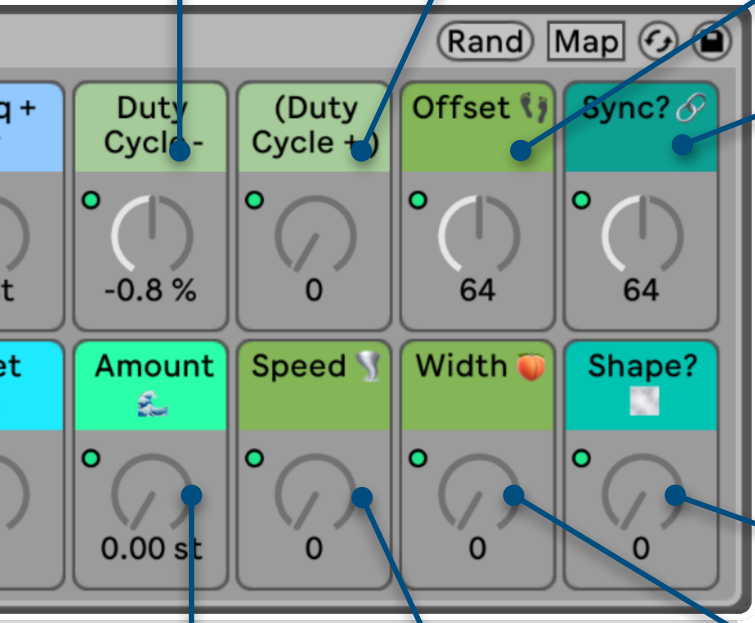 Rand Map
q + Duty (Duty Offset 👣 Sync? 🔗
Cycle - Cycle + )
t -0.8 % 0 64 64
et Amount Speed 🌪 Width 🍑 Shape?
🌊
0.00 st 0 0 0